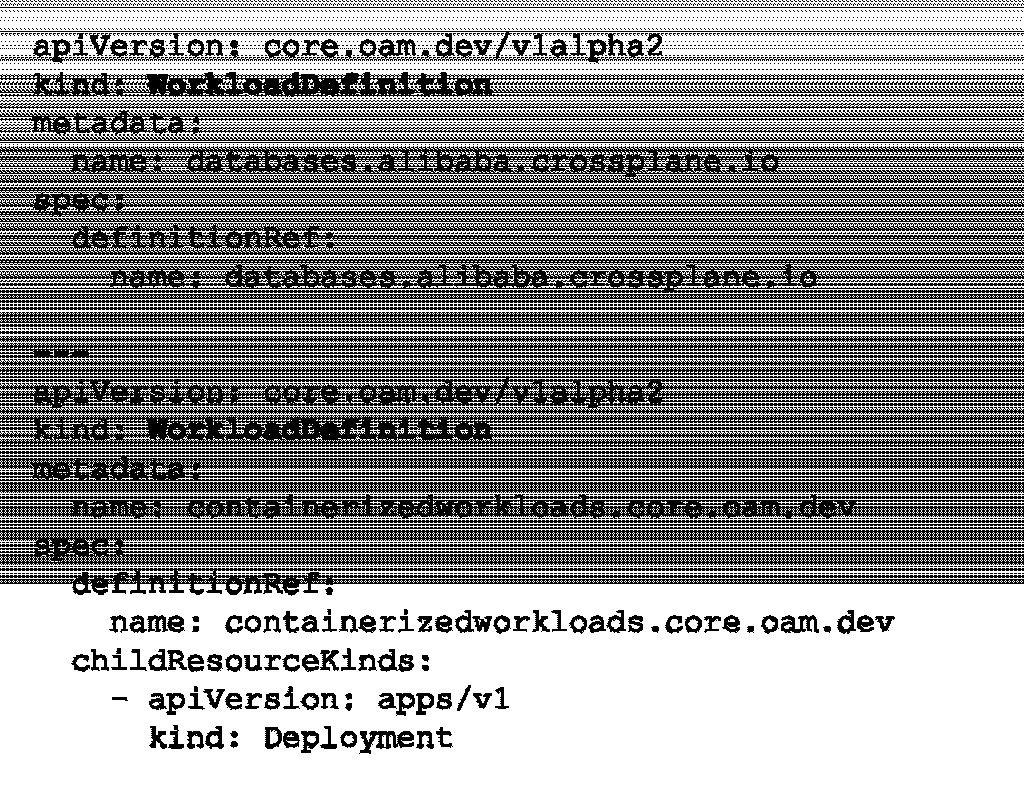 apiVersion: core.oam.dev/v1alpha2
kind: WorkloadDefinition
metadata:
  name: databases.alibaba.crossplane.io
spec:
  definitionRef:
    name: databases.alibaba.crossplane.io
---
apiVersion: core.oam.dev/v1alpha2
kind: WorkloadDefinition
metadata:
  name: containerizedworkloads.core.oam.dev
spec:
  definitionRef:
    name: containerizedworkloads.core.oam.dev
  childResourceKinds:
    - apiVersion: apps/v1
      kind: Deployment